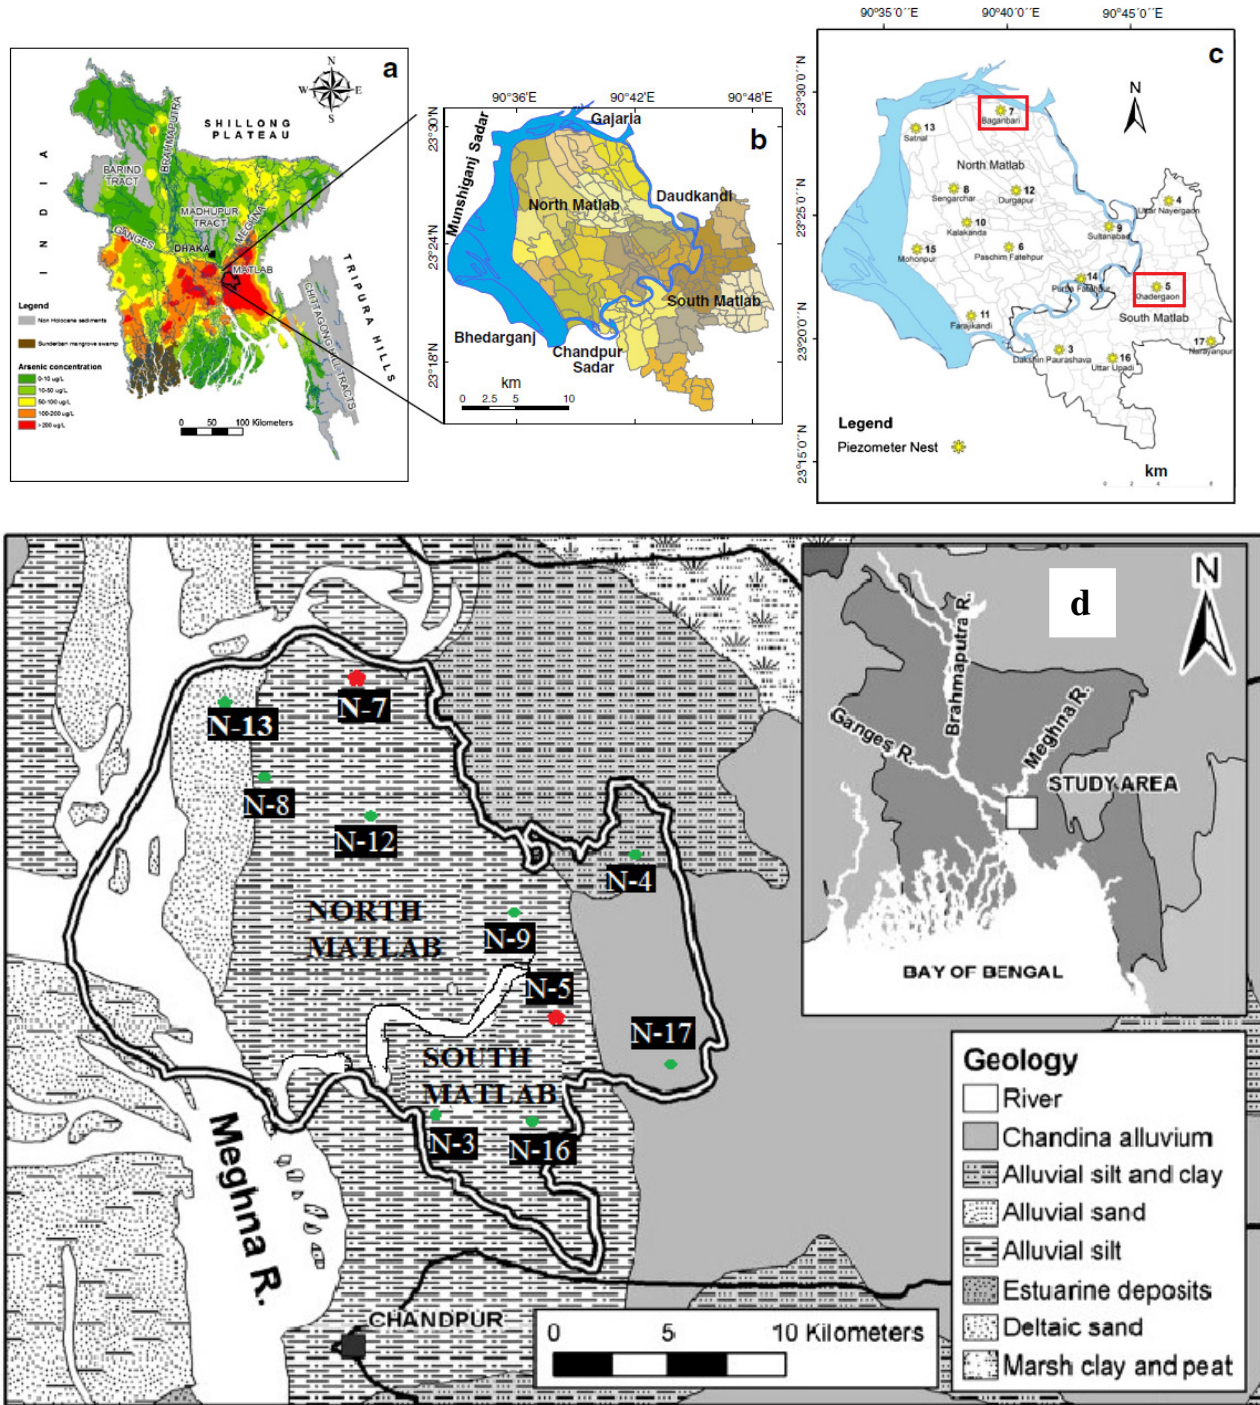 a
N
W
E
S
SHILLONG
PLATEAU
BRAHMAPUTRA
BARIND
TRACT
INDIA
MADHUPUR
TRACT
MEGHNA
GANGES
DHAKA
MATLAB
TRIPURA HILLS
CHITTAGONG HILL TRACTS
Legend
Non Holocene sediments
Sunderban mangrove swamp
Arsenic concentration
0-10 ug/L
10-50 ug/L
50-100 ug/L
100-200 ug/L
>200 ug/L
0 50 100 Kilometers
90°36'E
90°42'E
90°48'E
23°30'N
23°24'N
23°18'N
b
Gajaria
Munshiganj Sadar
Daudkandi
North Matlab
South Matlab
Bhedarganj
Chandpur
Sadar
km
0 2.5 5 10
90°35'0´´E
90°40'0´´E
90°45'0´´E
23°30'0´´N
23°25'0´´N
23°20'0´´N
23°15'0´´N
c
N
7
Baganbari
13
Satnal
North Matlab
8
Sengarchar
12
Durgapur
4
Uttar Nayergaon
10
Kalakanda
9
Sultanabad
15
Mohonpur
6
Paschim Fatehpur
14
Purba Fatehpur
5
Khadergaon
11
Farajikandi
South Matlab
3
Dakshin Paurashava
16
Uttar Upadi
17
Narayanpur
Legend
Piezometer Nest
km
0 2 4 8
d
N
Brahmaputra R.
Ganges R.
Meghna R.
STUDY AREA
BAY OF BENGAL
N-7
N-13
N-8
N-12
N-4
NORTH
MATLAB
N-9
N-5
N-17
SOUTH
MATLAB
N-3
N-16
Meghna R.
CHANDPUR
0 5 10 Kilometers
Geology
River
Chandina alluvium
Alluvial silt and clay
Alluvial sand
Alluvial silt
Estuarine deposits
Deltaic sand
Marsh clay and peat